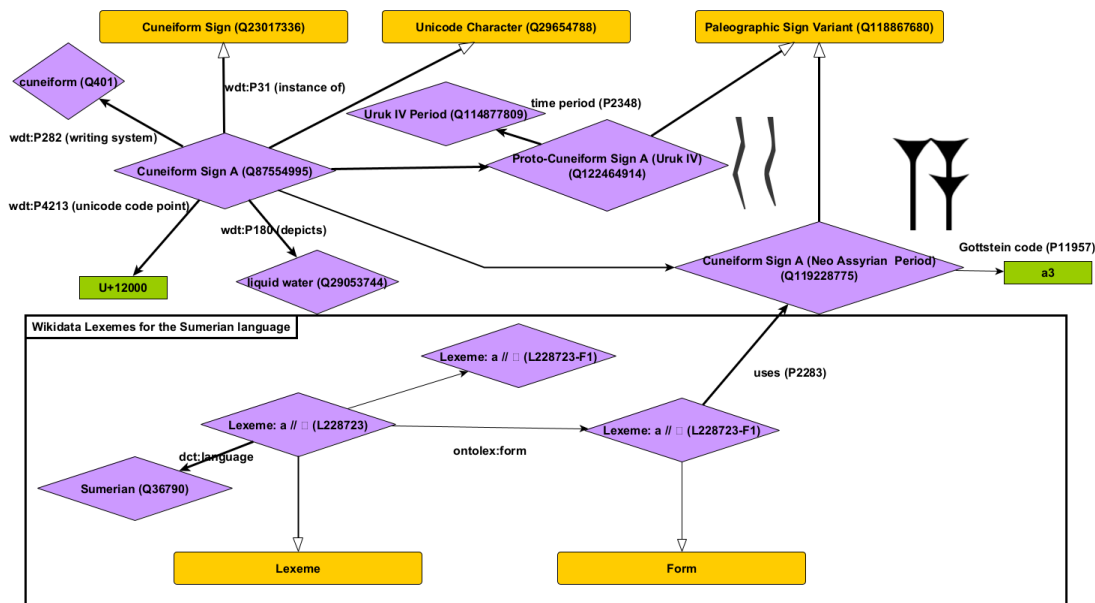 Cuneiform Sign (Q23017336)
Unicode Character (Q29654788)
Paleographic Sign Variant (Q118867680)
cuneiform (Q401)
wdt:P31 (instance of)
Uruk IV Period (Q114877809)
time period (P2348)
wdt:P282 (writing system)
Cuneiform Sign A (Q87554995)
Proto-Cuneiform Sign A (Uruk IV)
(Q122464914)
wdt:P4213 (unicode code point)
wdt:P180 (depicts)
Gottstein code (P11957)
Cuneiform Sign A (Neo Assyrian Period)
(Q119228775)
a3
U+12000
liquid water (Q29053744)
Wikidata Lexemes for the Sumerian language
Lexeme: a // (L228723-F1)
uses (P2283)
Lexeme: a // (L228723)
Lexeme: a // (L228723-F1)
ontolex:form
dct:language
Sumerian (Q36790)
Lexeme
Form